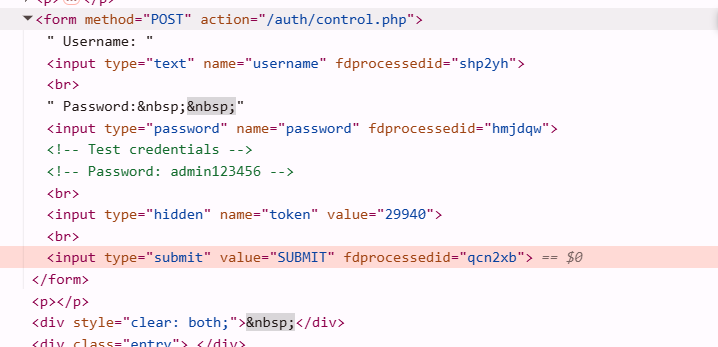 <p>
▼<form method="POST" action="/auth/control.php">
" Username: "
<input type="text" name="username" fdprocessedid="shp2yh">
<br>
" Password:&nbsp;&nbsp;"
<input type="password" name="password" fdprocessedid="hmjdqw">
<!-- Test credentials -->
<!-- Password: admin123456 -->
<br>
<input type="hidden" name="token" value="29940">
<br>
<input type="submit" value="SUBMIT" fdprocessedid="qcn2xb"> == $0
</form>
<p></p>
<div style="clear: both;">&nbsp;</div>
<div class="entry"> </div>